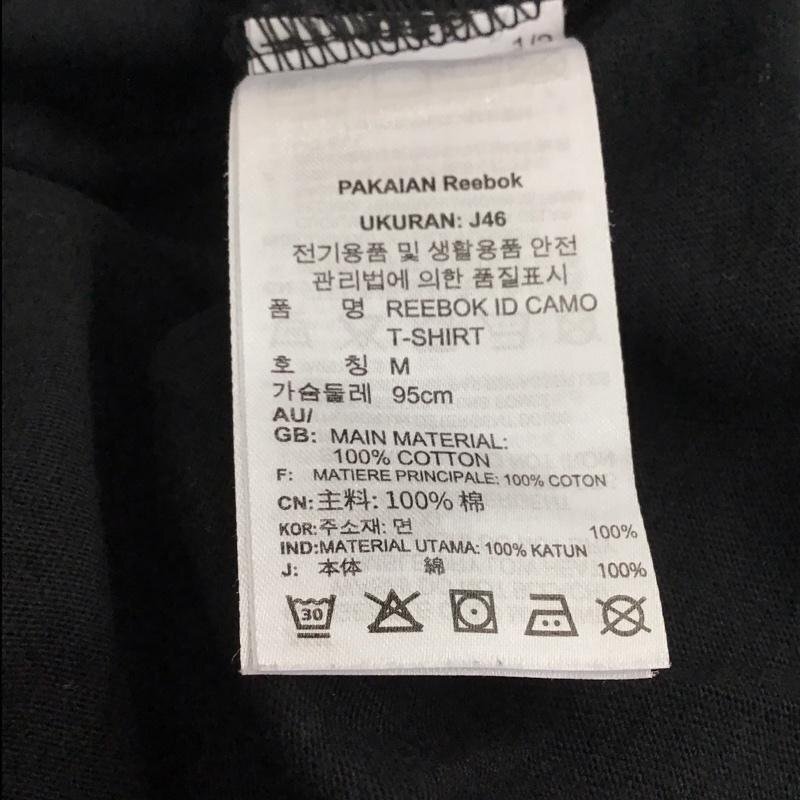 1/2
PAKAIAN Reebok
UKURAN: J46
전기용품 및 생활용품 안전
관리법에 의한 품질표시
품 명 REEBOK ID CAMO
T-SHIRT
호 칭 M
가슴둘레 95cm
AU/
GB: MAIN MATERIAL:
100% COTTON
F: MATIERE PRINCIPALE: 100% COTON
CN:主料: 100% 棉
KOR:주소재: 면 100%
IND:MATERIAL UTAMA: 100% KATUN
J: 本体 綿 100%
30